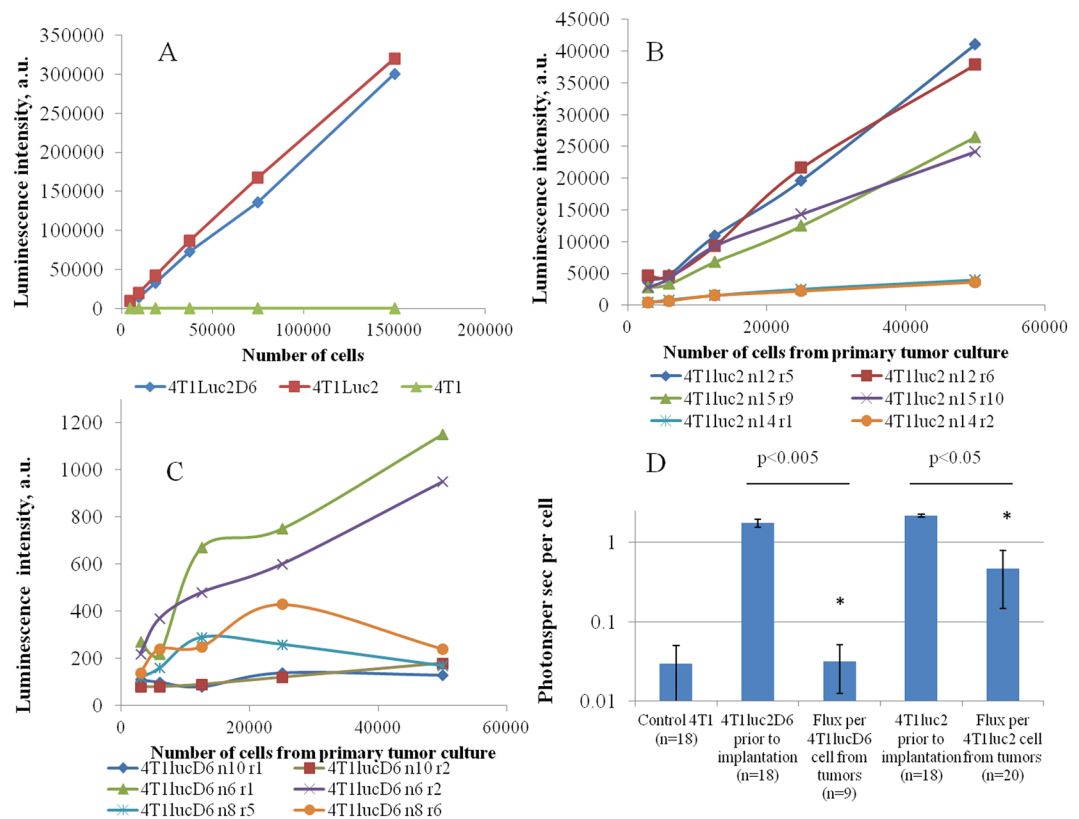 A
Luminescence intensity, a.u.
350000
300000
250000
200000
150000
100000
50000
0
0
50000
100000
150000
200000
Number of cells
4T1Luc2D6
4T1Luc2
4T1
B
Luminescence intensity, a.u.
45000
40000
35000
30000
25000
20000
15000
10000
5000
0
0
20000
40000
60000
Number of cells from primary tumor culture
4T1luc2 n12 r5
4T1luc2 n12 r6
4T1luc2 n15 r9
4T1luc2 n15 r10
4T1luc2 n14 r1
4T1luc2 n14 r2
C
Luminescence intensity, a.u.
1200
1000
800
600
400
200
0
0
20000
40000
60000
Number of cells from primary tumor culture
4T1lucD6 n10 r1
4T1lucD6 n10 r2
4T1lucD6 n6 r1
4T1lucD6 n6 r2
4T1lucD6 n8 r5
4T1lucD6 n8 r6
D
p<0.005
p<0.05
Photonsper sec per cell
1
0.1
0.01
*
*
Control 4T1
(n=18)
4T1luc2D6
prior to
implantation
(n=18)
Flux per
4T1lucD6
cell from
tumors
(n=9)
4T1luc2
prior to
implantation
(n=18)
Flux per
4T1luc2 cell
from tumors
(n=20)